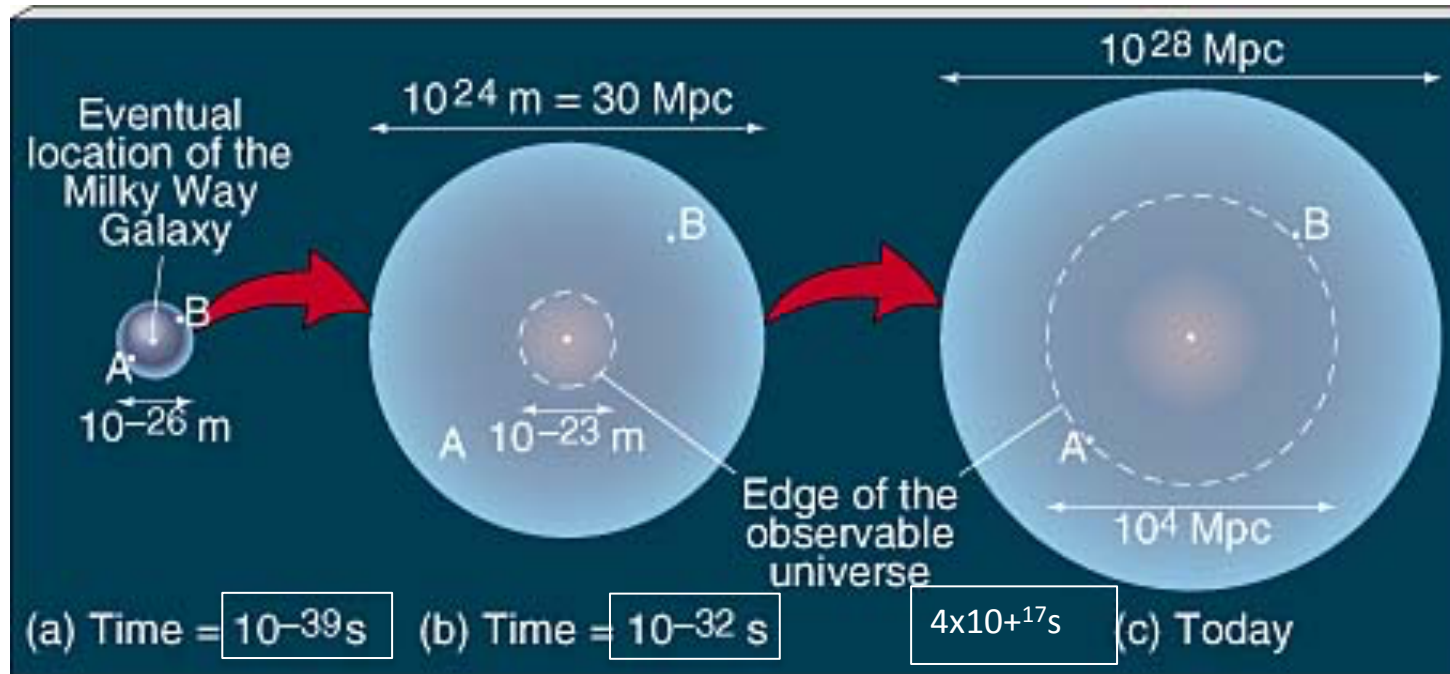 Eventual
location of the
Milky Way
Galaxy
B
A
10–26 m
10 24 m = 30 Mpc
.B
A
10–23 m
Edge of the
observable
universe
10 28 Mpc
.B
A
10 4 Mpc
(a) Time = 10–39 s
(b) Time = 10–32 s
4x10+¹⁷s
(c) Today